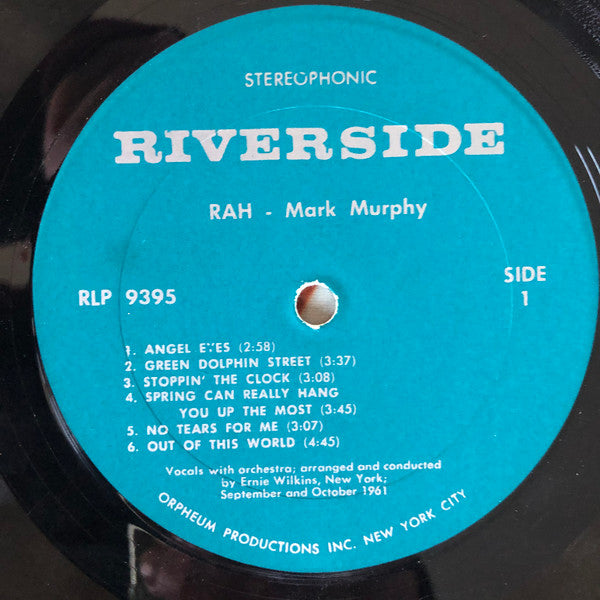 STEREOPHONIC
RIVERSIDE
RAH - Mark Murphy
RLP 9395
SIDE
1
1. ANGEL EYES (2:58)
2. GREEN DOLPHIN STREET (3:37)
3. STOPPIN' THE CLOCK (3:08)
4. SPRING CAN REALLY HANG
YOU UP THE MOST (3:45)
5. NO TEARS FOR ME (3:07)
6. OUT OF THIS WORLD (4:45)
Vocals with orchestra; arranged and conducted
by Ernie Wilkins, New York;
September and October 1961
ORPHEUM PRODUCTIONS INC. NEW YORK CITY